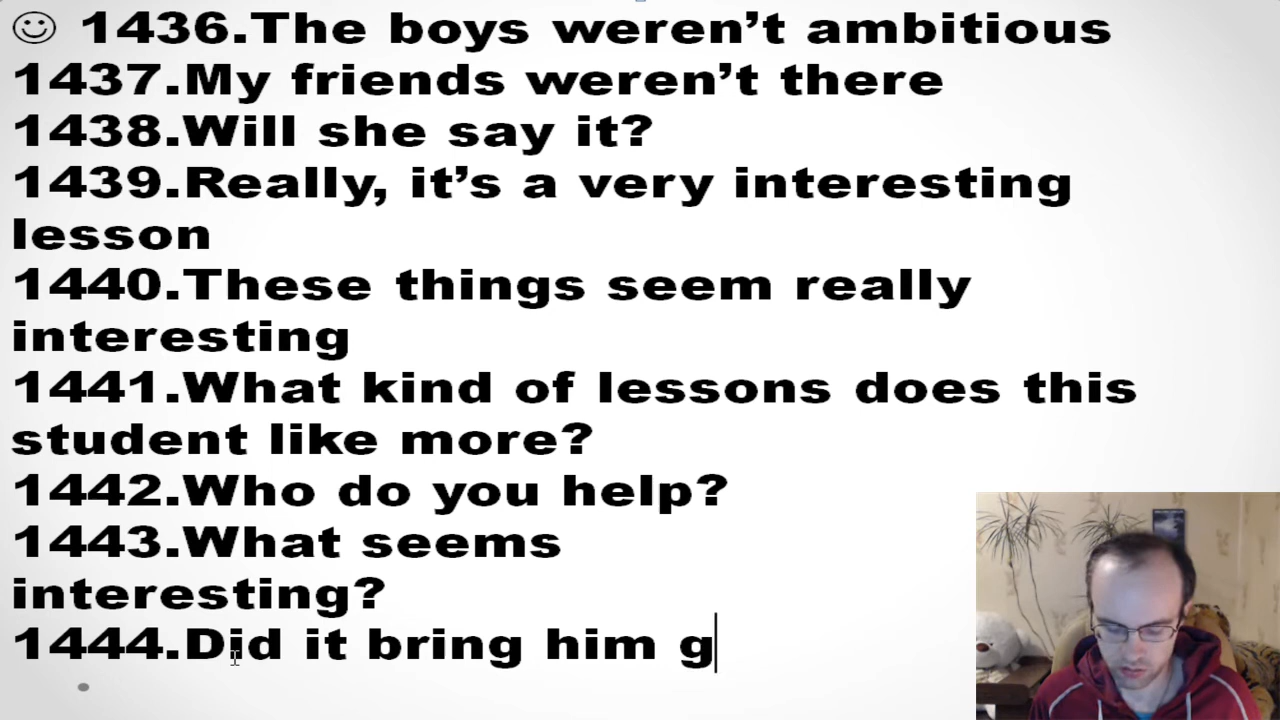 ☺ 1436.The boys weren’t ambitious
1437.My friends weren’t there
1438.Will she say it?
1439.Really, it’s a very interesting
lesson
1440.These things seem really
interesting
1441.What kind of lessons does this
student like more?
1442.Who do you help?
1443.What seems
interesting?
1444.Did it bring him g